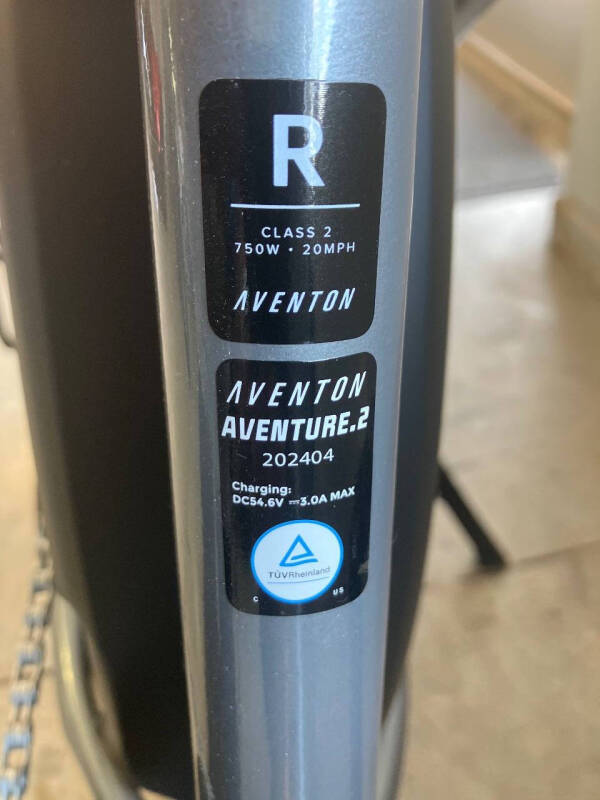 R
CLASS 2
750W · 20MPH
AVENTON
AVENTON
AVENTURE.2
202404
Charging:
DC54.6V ⎓3.0A MAX
TÜVRheinland
C US